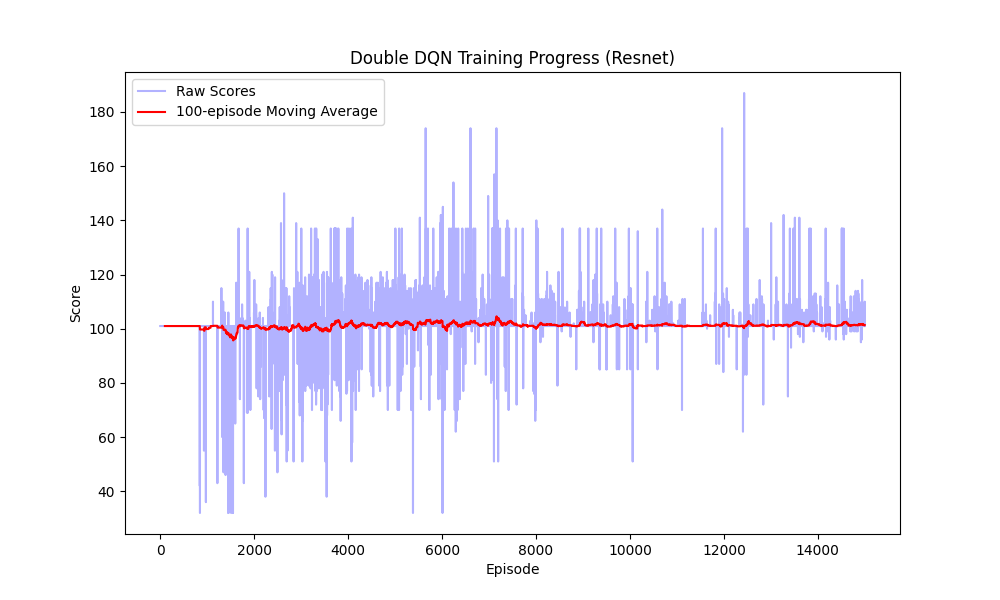 Double DQN Training Progress (Resnet)
Raw Scores
100-episode Moving Average
180
160
140
120
100
80
60
40
Score
0 2000 4000 6000 8000 10000 12000 14000
Episode